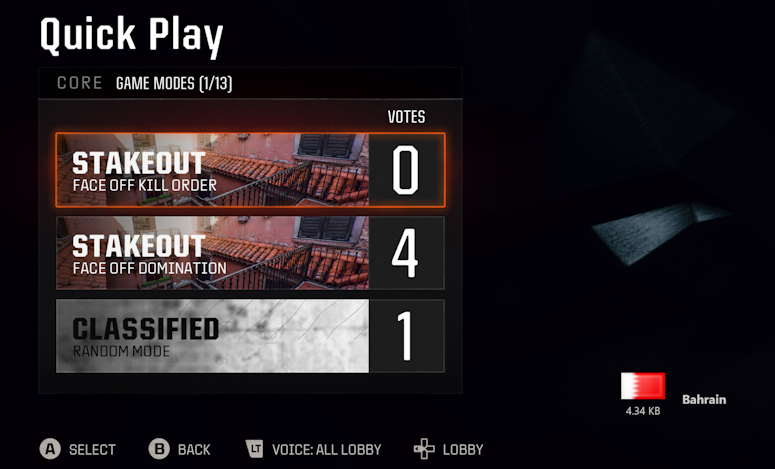 Quick Play
CORE GAME MODES (1/13)
VOTES
STAKEOUT
FACE OFF KILL ORDER
0
STAKEOUT
FACE OFF DOMINATION
4
CLASSIFIED
RANDOM MODE
1
4.34 KB
Bahrain
A SELECT B BACK LT VOICE: ALL LOBBY LOBBY